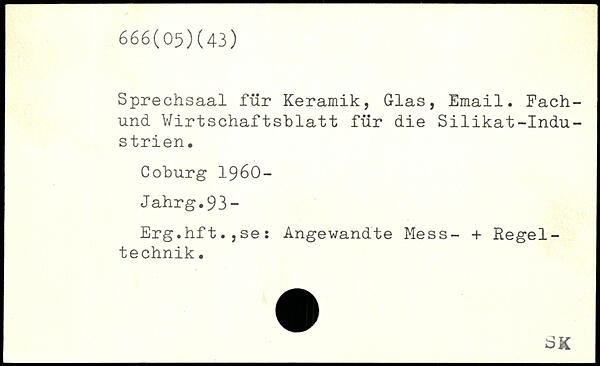 666(05)(43)
Sprechsaal für Keramik, Glas, Email. Fach-
und Wirtschaftsblatt für die Silikat-Indu-
strien.
Coburg 1960-
Jahrg.93-
Erg.hft.,se: Angewandte Mess- + Regel-
technik.
SK